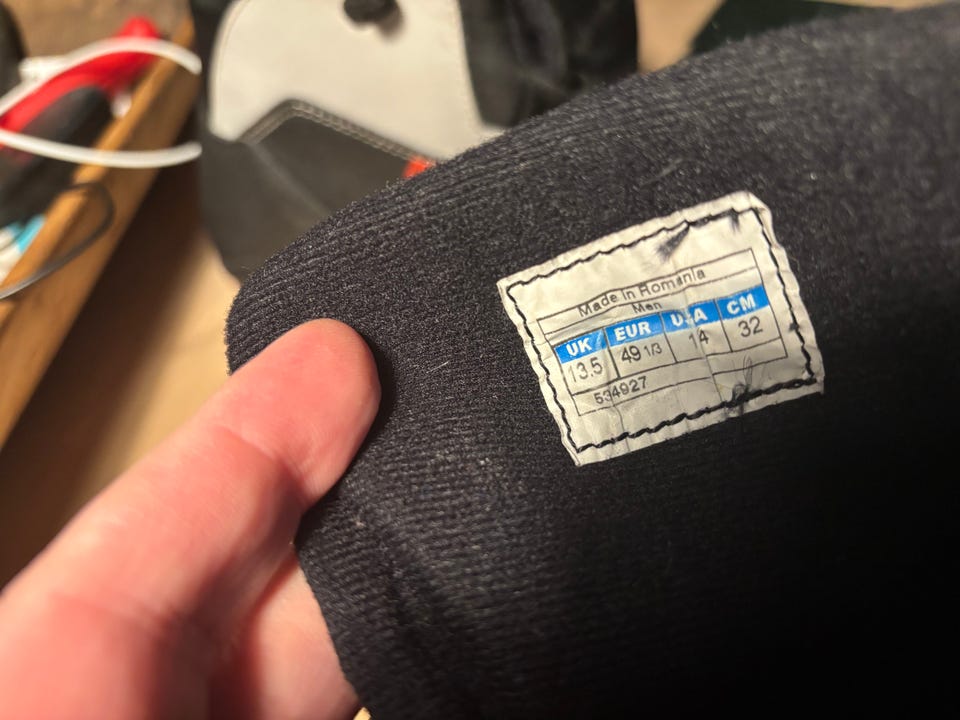 Made in Romania
Men
UK EUR USA CM
13.5 49 1/3 14 32
534927